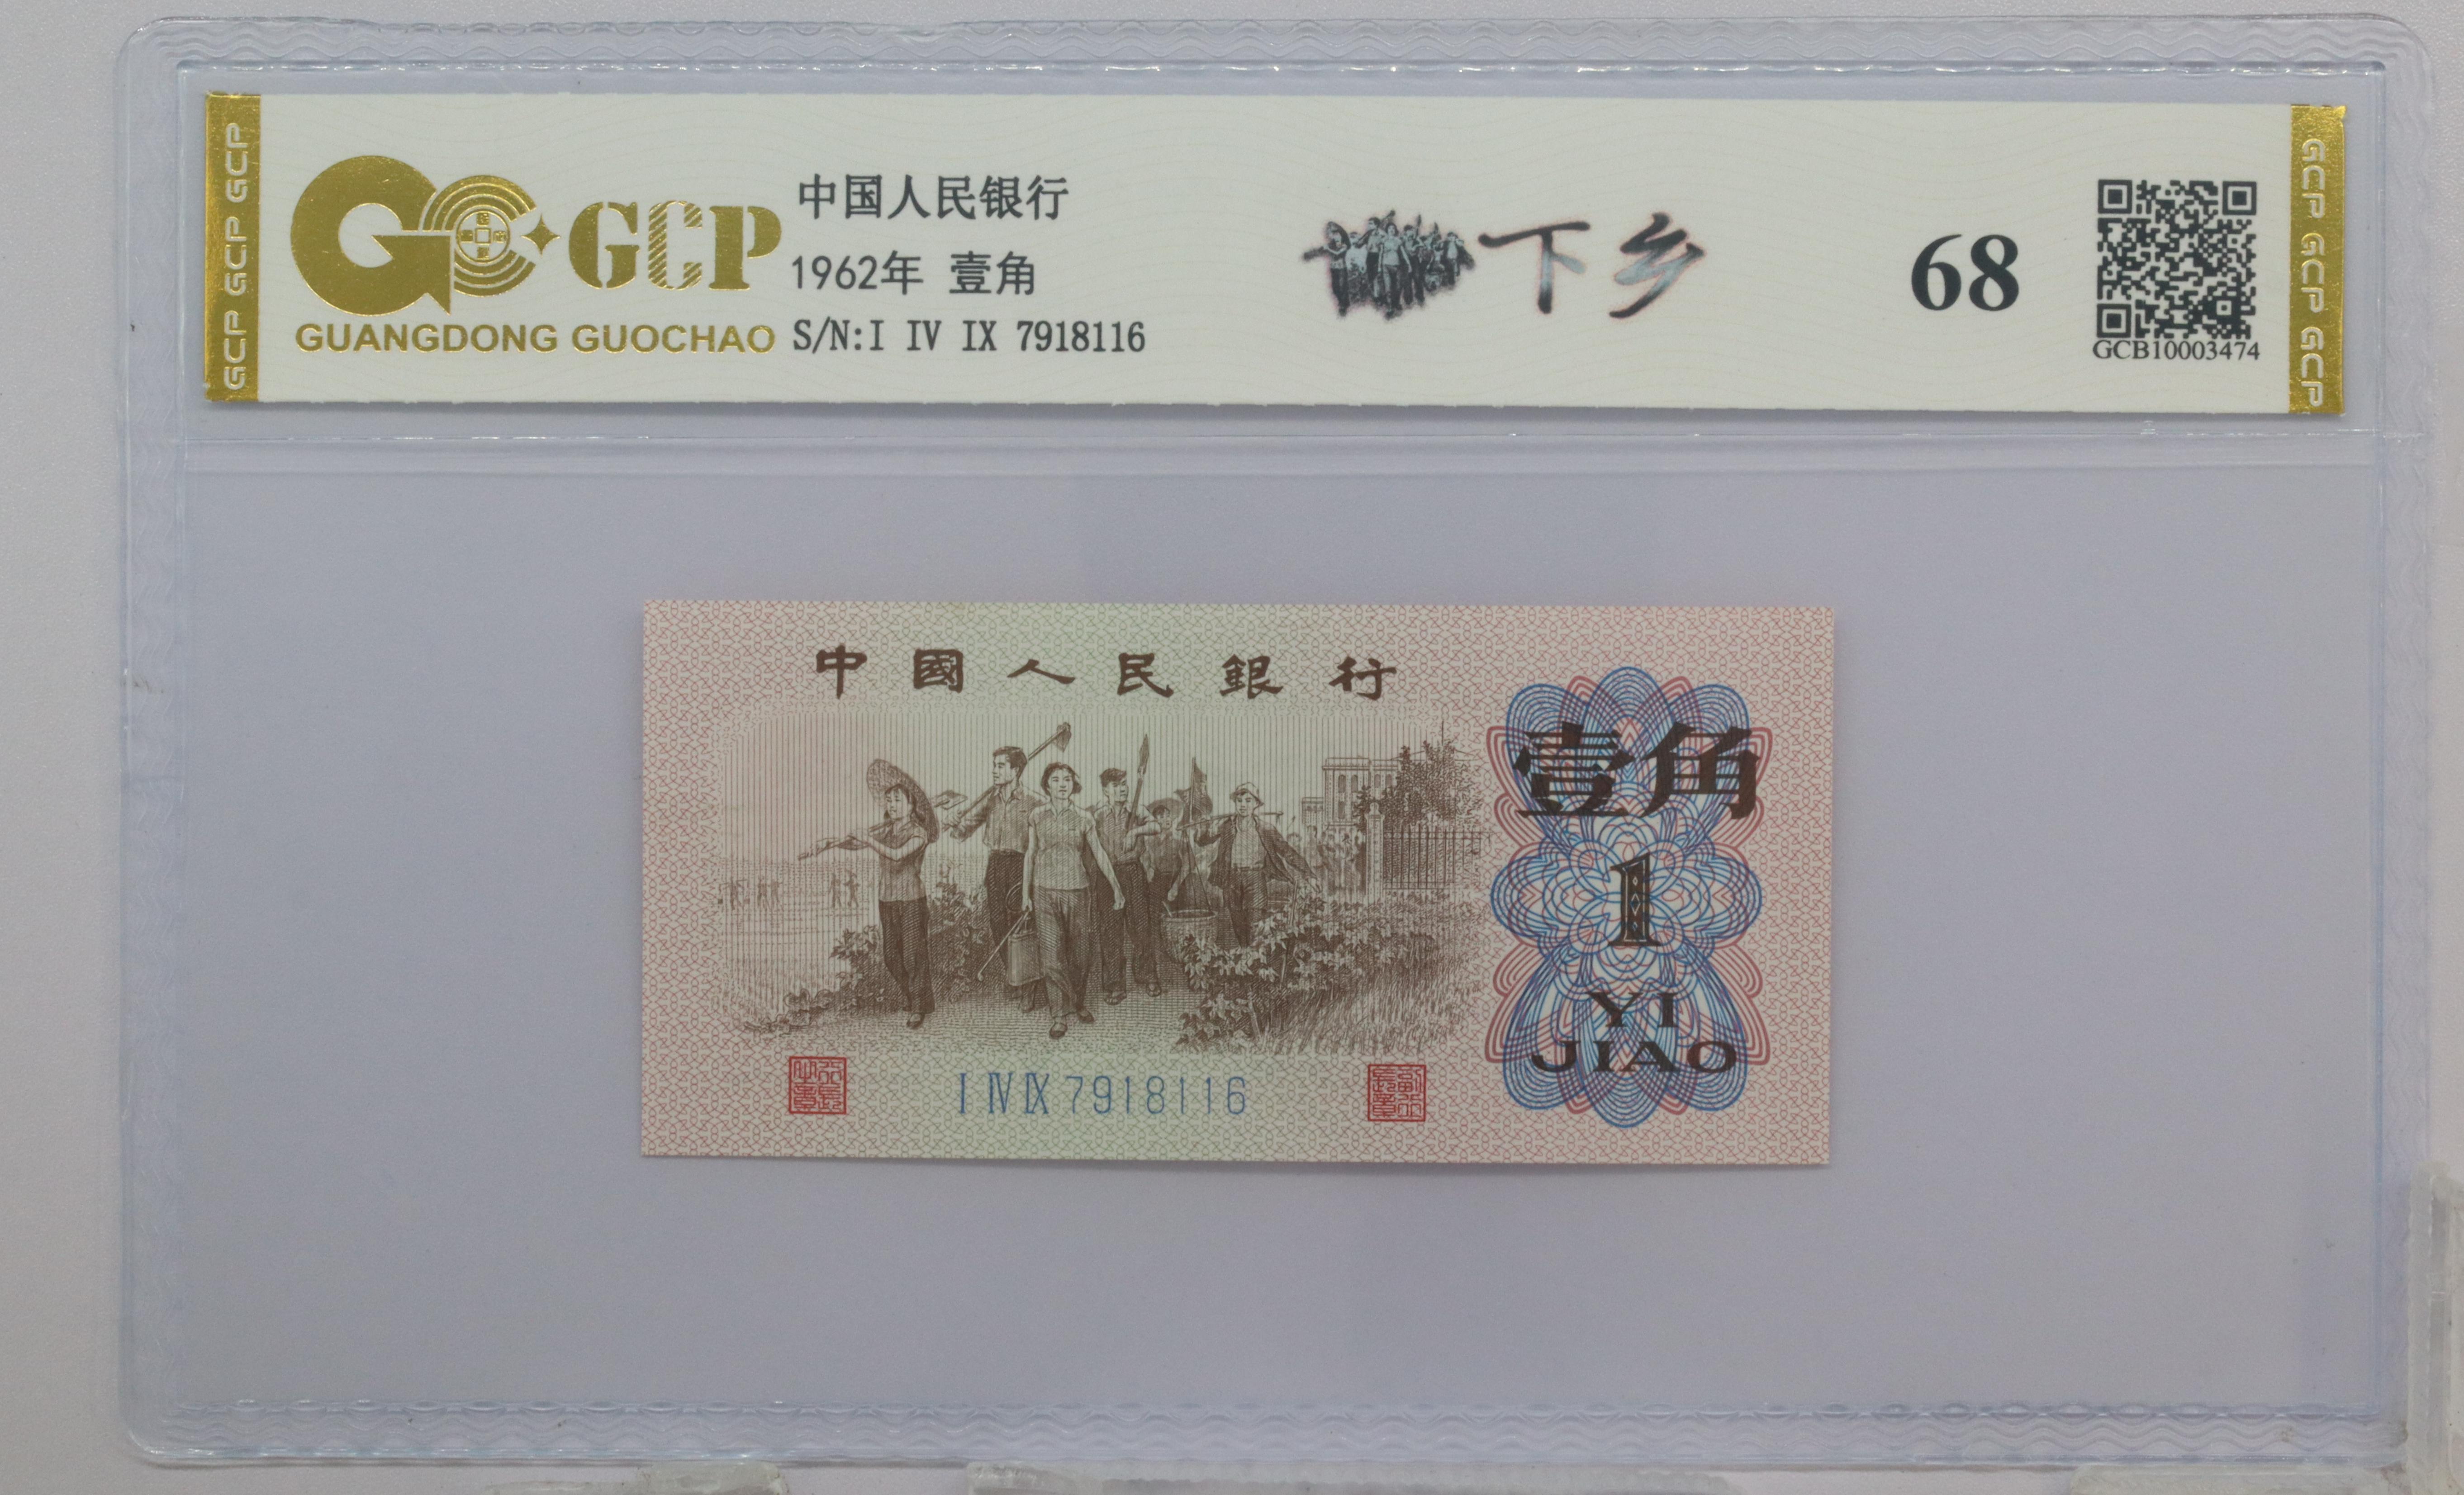 GCP GCP GCP
GCP
GUANGDONG GUOCHAO
中国人民银行
1962年 壹角
S/N:I IV IX 7918116
下乡
68
GCB10003474
GCP GCP GCP
中國人民銀行
壹角
1
YI
JIAO
I IV IX 7918116